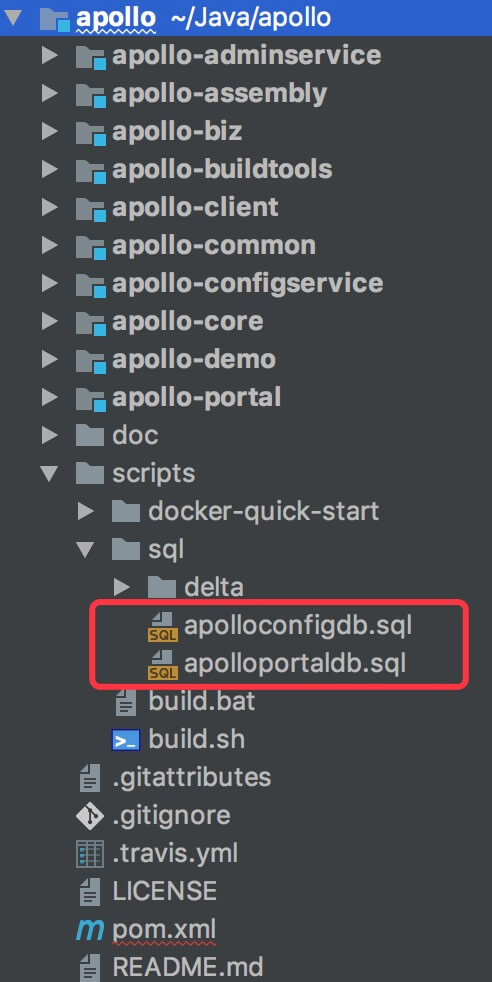 apollo ~/Java/apollo
apollo-adminservice
apollo-assembly
apollo-biz
apollo-buildtools
apollo-client
apollo-common
apollo-configservice
apollo-core
apollo-demo
apollo-portal
doc
scripts
docker-quick-start
sql
delta
SQL apolloconfigdb.sql
SQL apolloportaldb.sql
build.bat
build.sh
.gitattributes
.gitignore
.travis.yml
LICENSE
m pom.xml
README.md